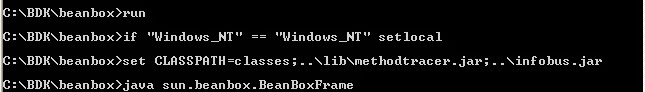 C:\BDK\beanbox>run
C:\BDK\beanbox>if "Windows_NT" == "Windows_NT" setlocal
C:\BDK\beanbox>set CLASSPATH=classes;..\lib\methodtracer.jar;..\infobus.jar
C:\BDK\beanbox>java sun.beanbox.BeanBoxFrame